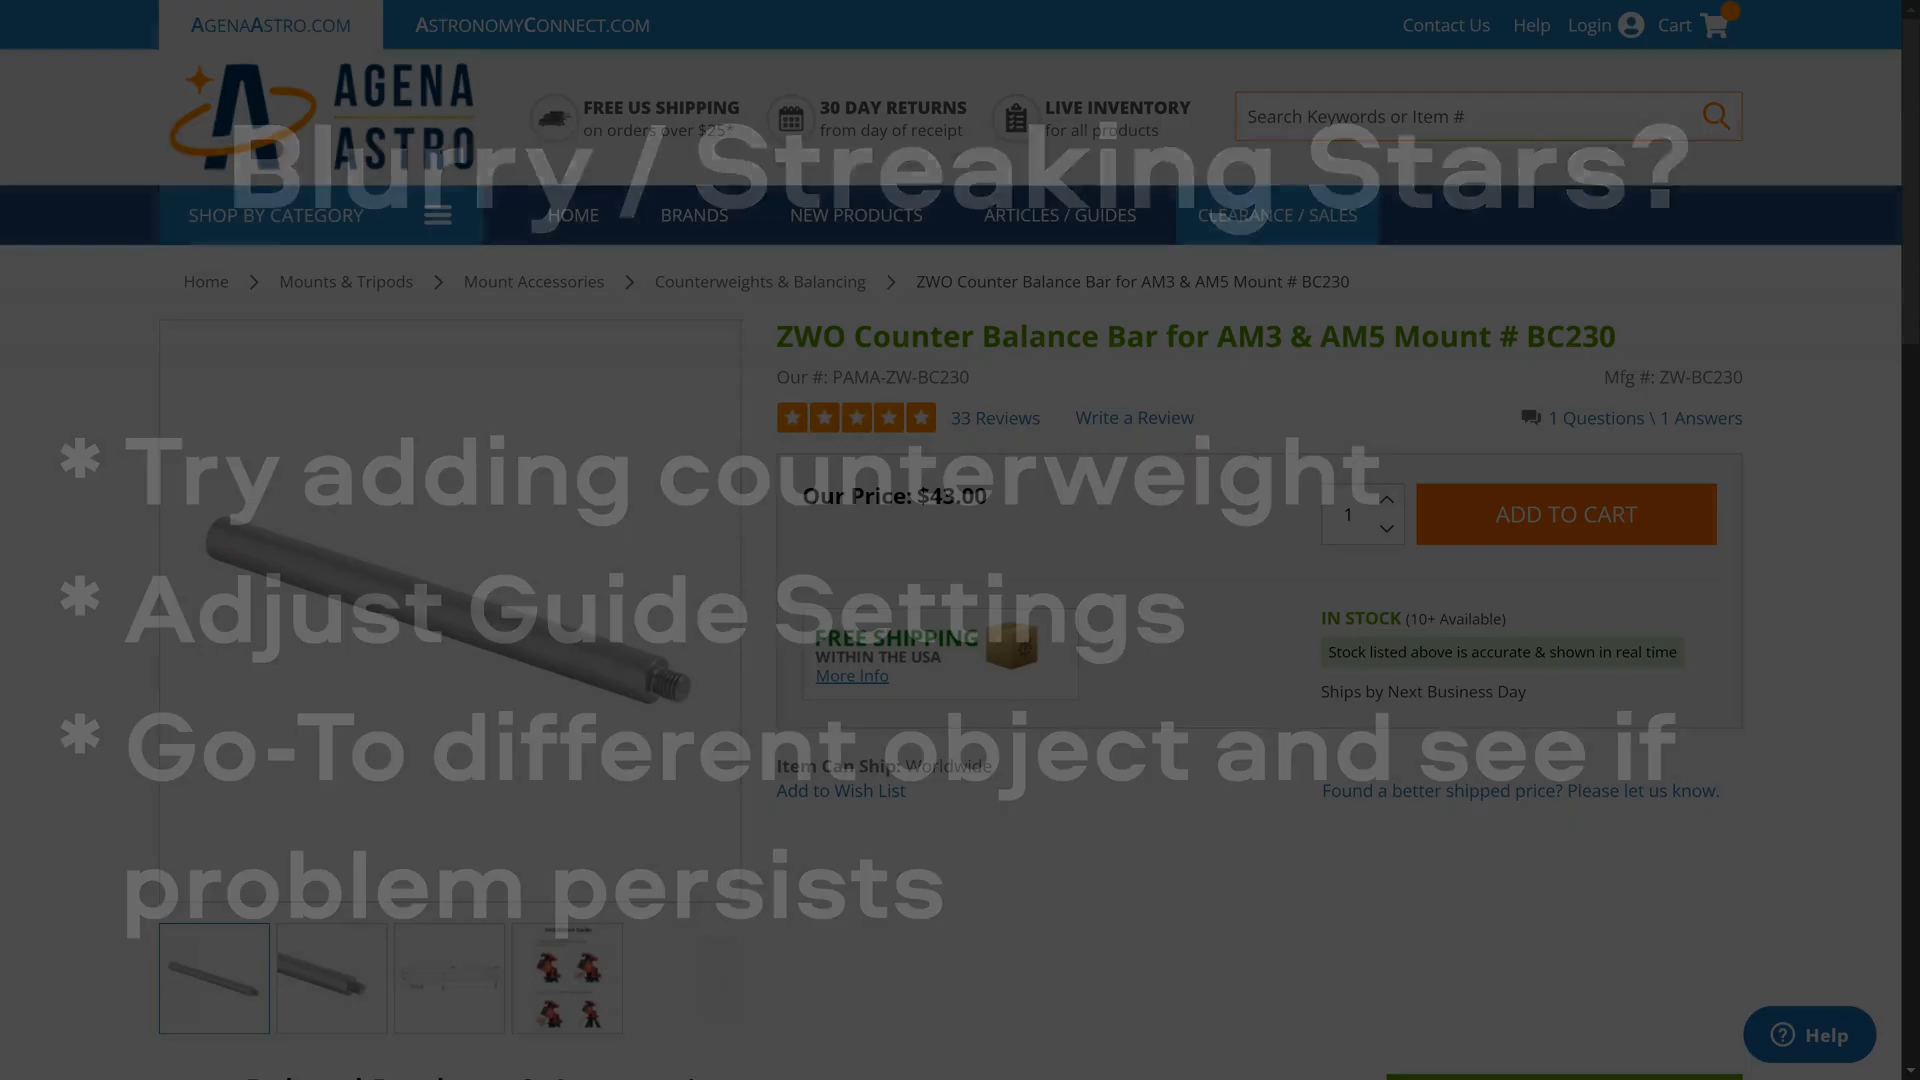 AGENAASTRO.COM
ASTRONOMYCONNECT.COM
Contact Us
Help
Login
Cart
AGENA
ASTRO
FREE US SHIPPING
on orders over $25*
30 DAY RETURNS
from day of receipt
LIVE INVENTORY
for all products
Search Keywords or Item #
Blurry / Streaking Stars?
SHOP BY CATEGORY
HOME
BRANDS
NEW PRODUCTS
ARTICLES / GUIDES
CLEARANCE / SALES
Home
Mounts & Tripods
Mount Accessories
Counterweights & Balancing
ZWO Counter Balance Bar for AM3 & AM5 Mount # BC230
ZWO Counter Balance Bar for AM3 & AM5 Mount # BC230
Our #: PAMA-ZW-BC230
Mfg #: ZW-BC230
33 Reviews
Write a Review
1 Questions \ 1 Answers
* Try adding counterweight
Our Price: $43.00
1
ADD TO CART
* Adjust Guide Settings
FREE SHIPPING
WITHIN THE USA
More Info
IN STOCK (10+ Available)
Stock listed above is accurate & shown in real time
Ships by Next Business Day
* Go-To different object and see if
problem persists
Item Can Ship: Worldwide
Add to Wish List
Found a better shipped price? Please let us know.
Help